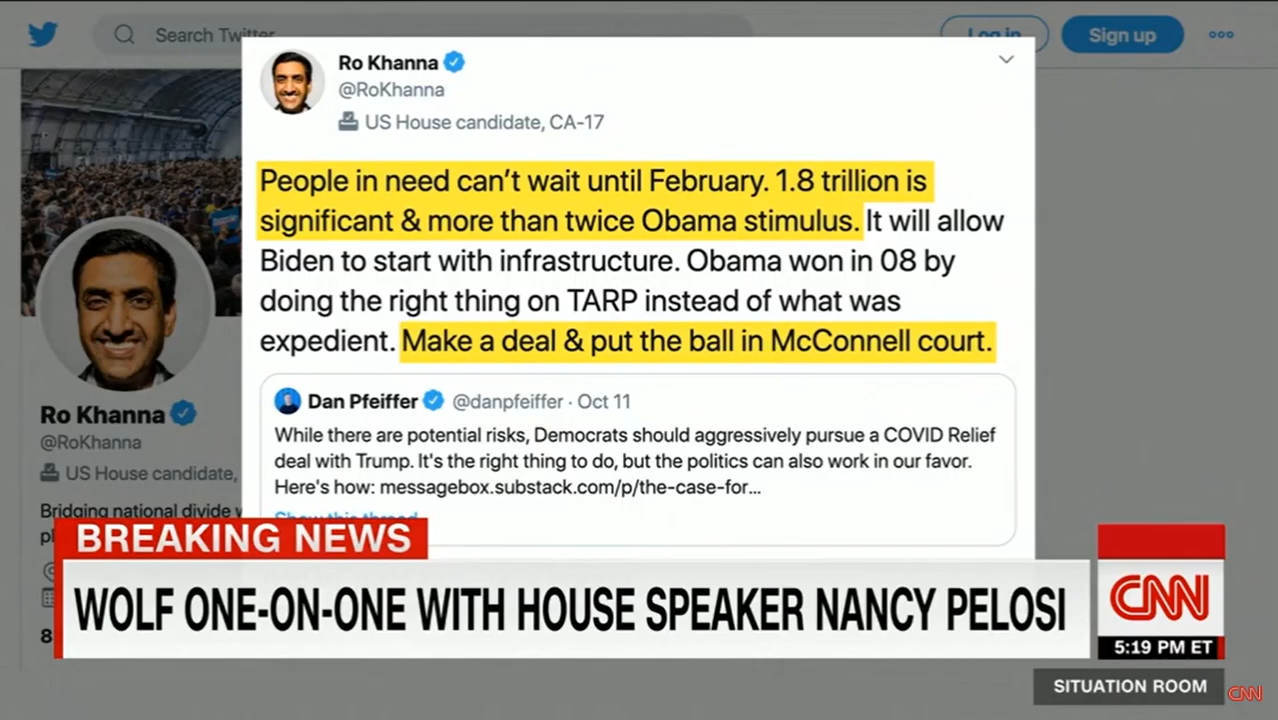 Search Twitter
Log in
Sign up
Ro Khanna
@RoKhanna
US House candidate, CA-17
People in need can't wait until February. 1.8 trillion is
significant & more than twice Obama stimulus. It will allow
Biden to start with infrastructure. Obama won in 08 by
doing the right thing on TARP instead of what was
expedient. Make a deal & put the ball in McConnell court.
Dan Pfeiffer @danpfeiffer · Oct 11
While there are potential risks, Democrats should aggressively pursue a COVID Relief
deal with Trump. It's the right thing to do, but the politics can also work in our favor.
Here's how: messagebox.substack.com/p/the-case-for...
Show this thread
Ro Khanna
@RoKhanna
US House candidate,
Bridging national divide
8
BREAKING NEWS
WOLF ONE-ON-ONE WITH HOUSE SPEAKER NANCY PELOSI
CNN
5:19 PM ET
SITUATION ROOM
CNN